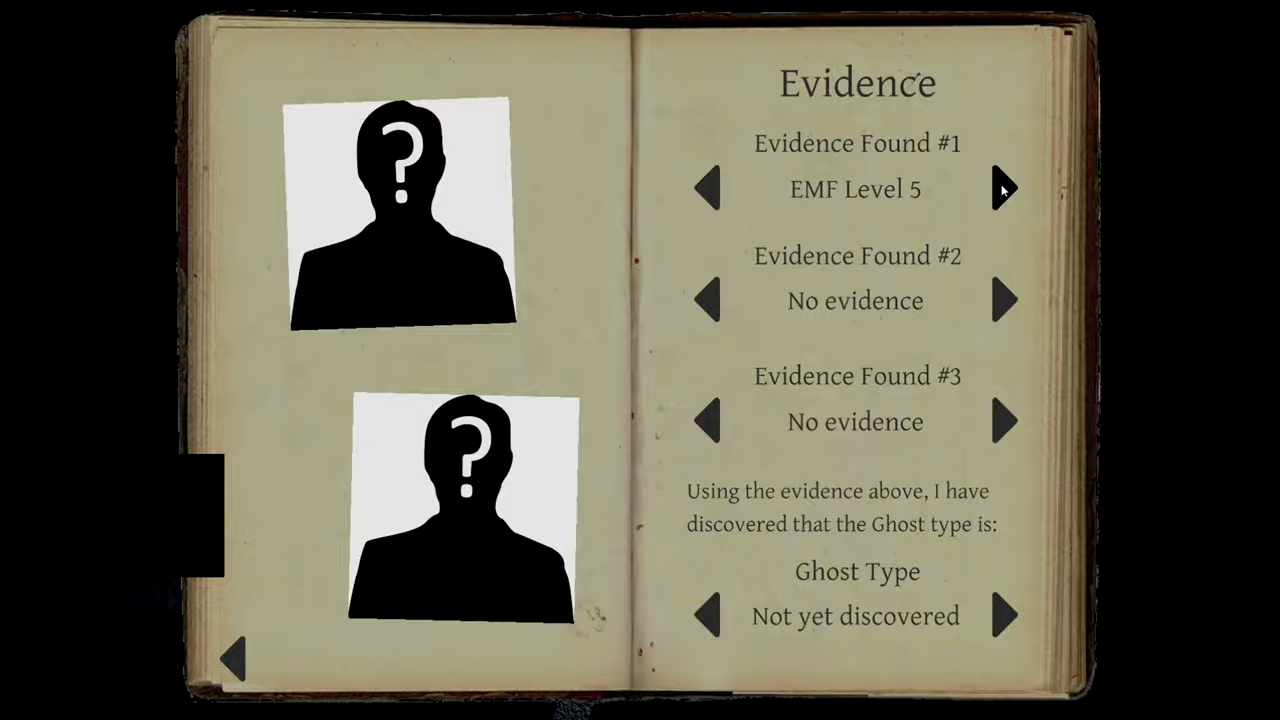 ?
?
Evidence
Evidence Found #1
EMF Level 5
Evidence Found #2
No evidence
Evidence Found #3
No evidence
Using the evidence above, I have
discovered that the Ghost type is:
Ghost Type
Not yet discovered